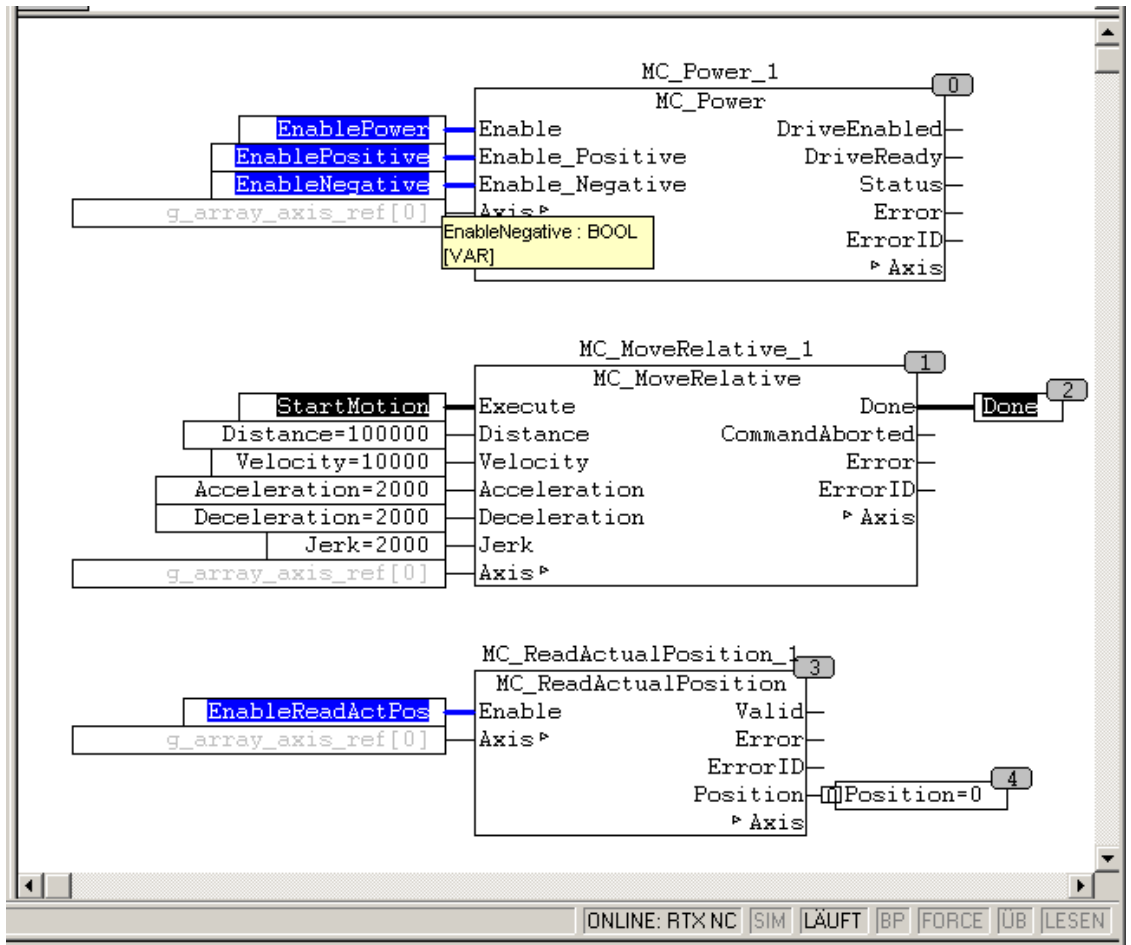 MC_Power_1
0
MC_Power
EnablePower Enable DriveEnabled
EnablePositive Enable_Positive DriveReady
EnableNegative Enable_Negative Status
g_array_axis_ref[0] Axis Error
EnableNegative : BOOL
[VAR]
ErrorID
Axis
MC_MoveRelative_1
1
MC_MoveRelative
StartMotion Execute Done Done 2
Distance=100000 Distance CommandAborted
Velocity=10000 Velocity Error
Acceleration=2000 Acceleration ErrorID
Deceleration=2000 Deceleration Axis
Jerk=2000 Jerk
g_array_axis_ref[0] Axis
MC_ReadActualPosition_1
3
MC_ReadActualPosition
EnableReadActPos Enable Valid
g_array_axis_ref[0] Axis Error
ErrorID
Position Position=0 4
Axis
ONLINE: RTX NC SIM LÄUFT BP FORCE ÜB LESEN